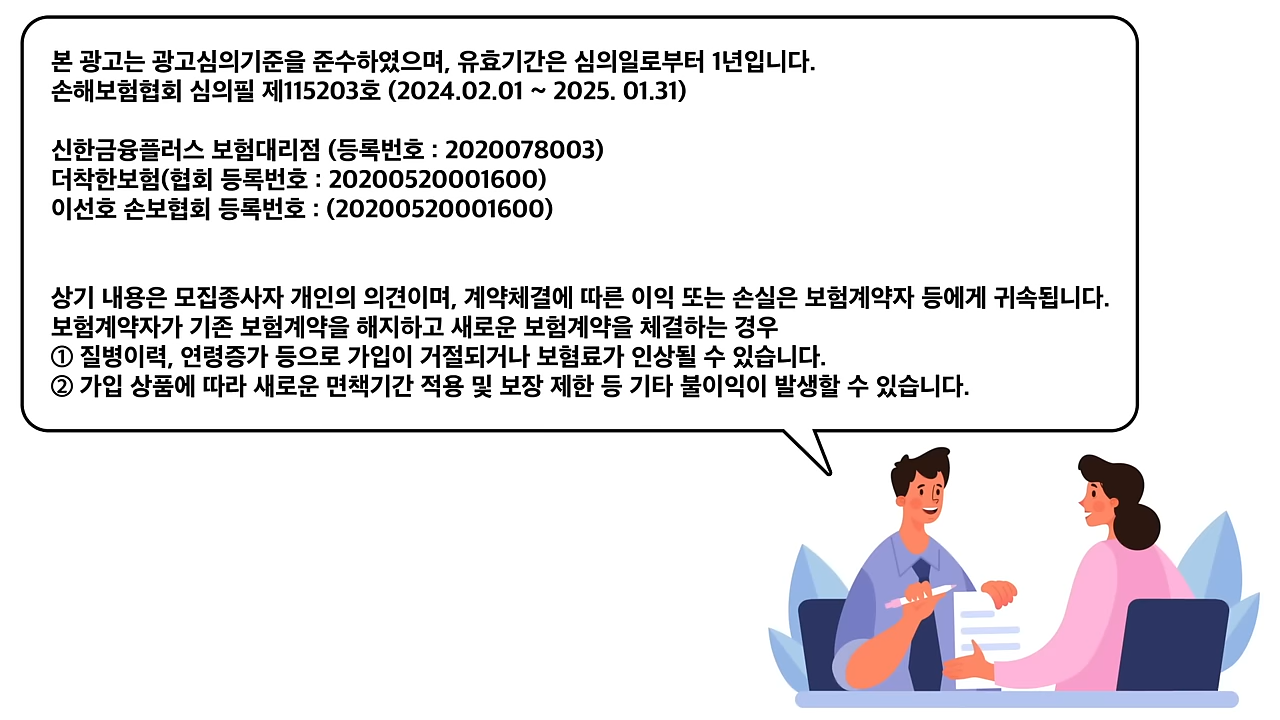 본 광고는 광고심의기준을 준수하였으며, 유효기간은 심의일로부터 1년입니다.
손해보험협회 심의필 제115203호 (2024.02.01 ~ 2025. 01.31)
신한금융플러스 보험대리점 (등록번호 : 2020078003)
더착한보험(협회 등록번호 : 20200520001600)
이선호 손보협회 등록번호 : (20200520001600)
상기 내용은 모집종사자 개인의 의견이며, 계약체결에 따른 이익 또는 손실은 보험계약자 등에게 귀속됩니다.
보험계약자가 기존 보험계약을 해지하고 새로운 보험계약을 체결하는 경우
① 질병이력, 연령증가 등으로 가입이 거절되거나 보험료가 인상될 수 있습니다.
② 가입 상품에 따라 새로운 면책기간 적용 및 보장 제한 등 기타 불이익이 발생할 수 있습니다.